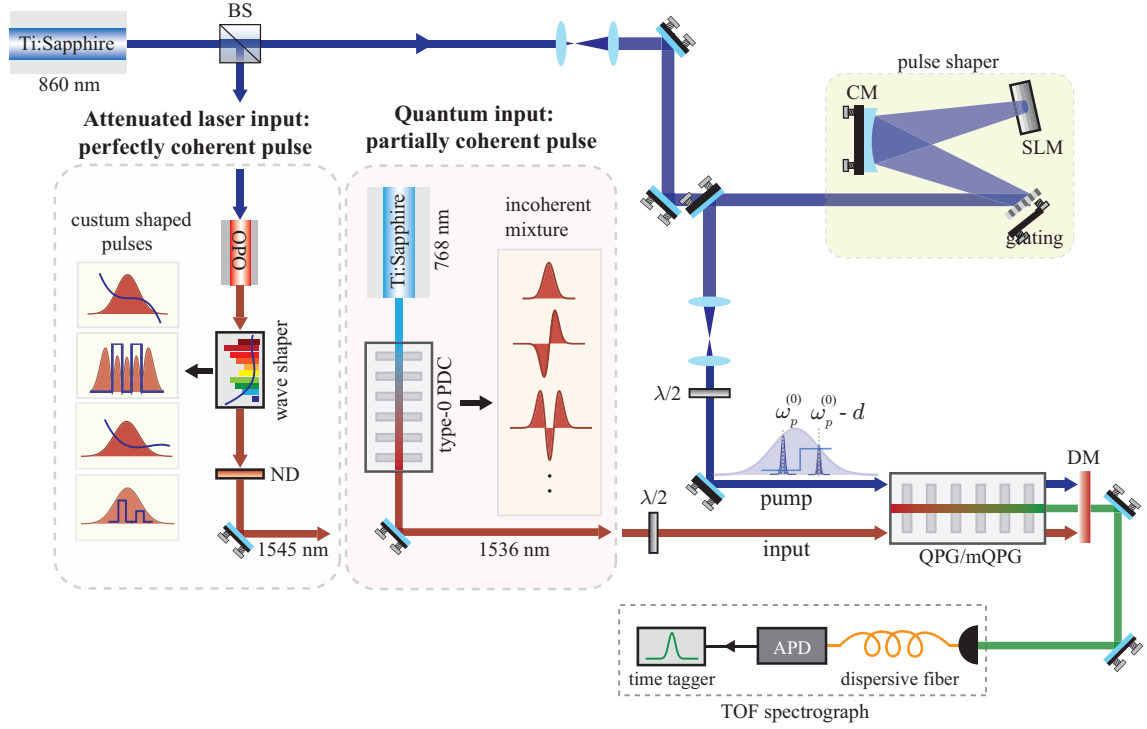 BS
Ti:Sapphire
860 nm
pulse shaper
CM
SLM
grating
Attenuated laser input:
perfectly coherent pulse
Quantum input:
partially coherent pulse
custum shaped
pulses
OPO
wave shaper
ND
1545 nm
Ti:Sapphire
768 nm
incoherent
mixture
type-0 PDC
1536 nm
λ/2
ω_p^(0)
ω_p^(0) - d
pump
λ/2
input
DM
QPG/mQPG
APD
time tagger
dispersive fiber
TOF spectrograph